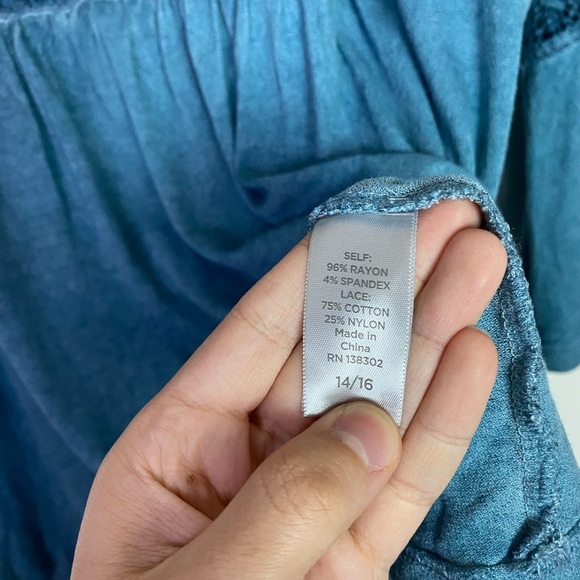 SELF:
96% RAYON
4% SPANDEX
LACE:
75% COTTON
25% NYLON
Made in
China
RN 138302
14/16